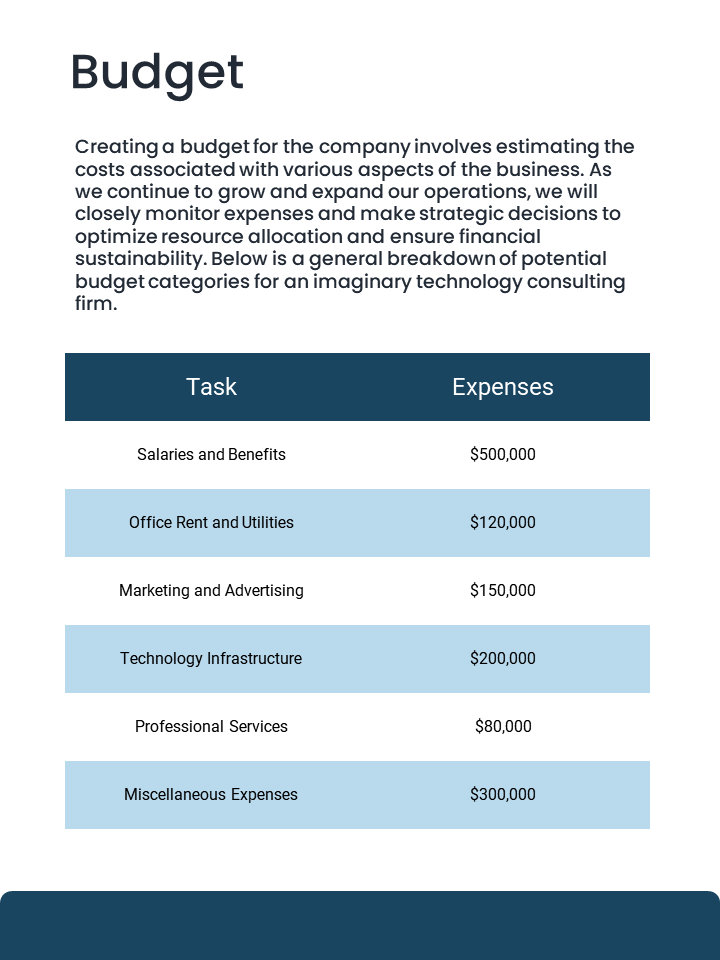 Budget
Creating a budget for the company involves estimating the
costs associated with various aspects of the business. As
we continue to grow and expand our operations, we will
closely monitor expenses and make strategic decisions to
optimize resource allocation and ensure financial
sustainability. Below is a general breakdown of potential
budget categories for an imaginary technology consulting
firm.
Task Expenses
Salaries and Benefits $500,000
Office Rent and Utilities $120,000
Marketing and Advertising $150,000
Technology Infrastructure $200,000
Professional Services $80,000
Miscellaneous Expenses $300,000